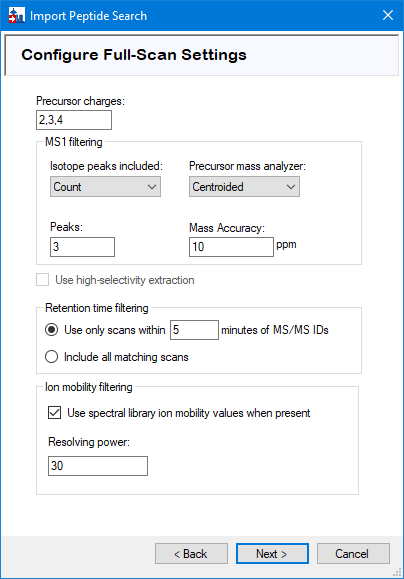 Import Peptide Search
Configure Full-Scan Settings
Precursor charges:
2,3,4
MS1 filtering
Isotope peaks included:
Precursor mass analyzer:
Count
Centroided
Peaks:
Mass Accuracy:
3
10 ppm
Use high-selectivity extraction
Retention time filtering
Use only scans within 5 minutes of MS/MS IDs
Include all matching scans
Ion mobility filtering
Use spectral library ion mobility values when present
Resolving power:
30
< Back
Next >
Cancel